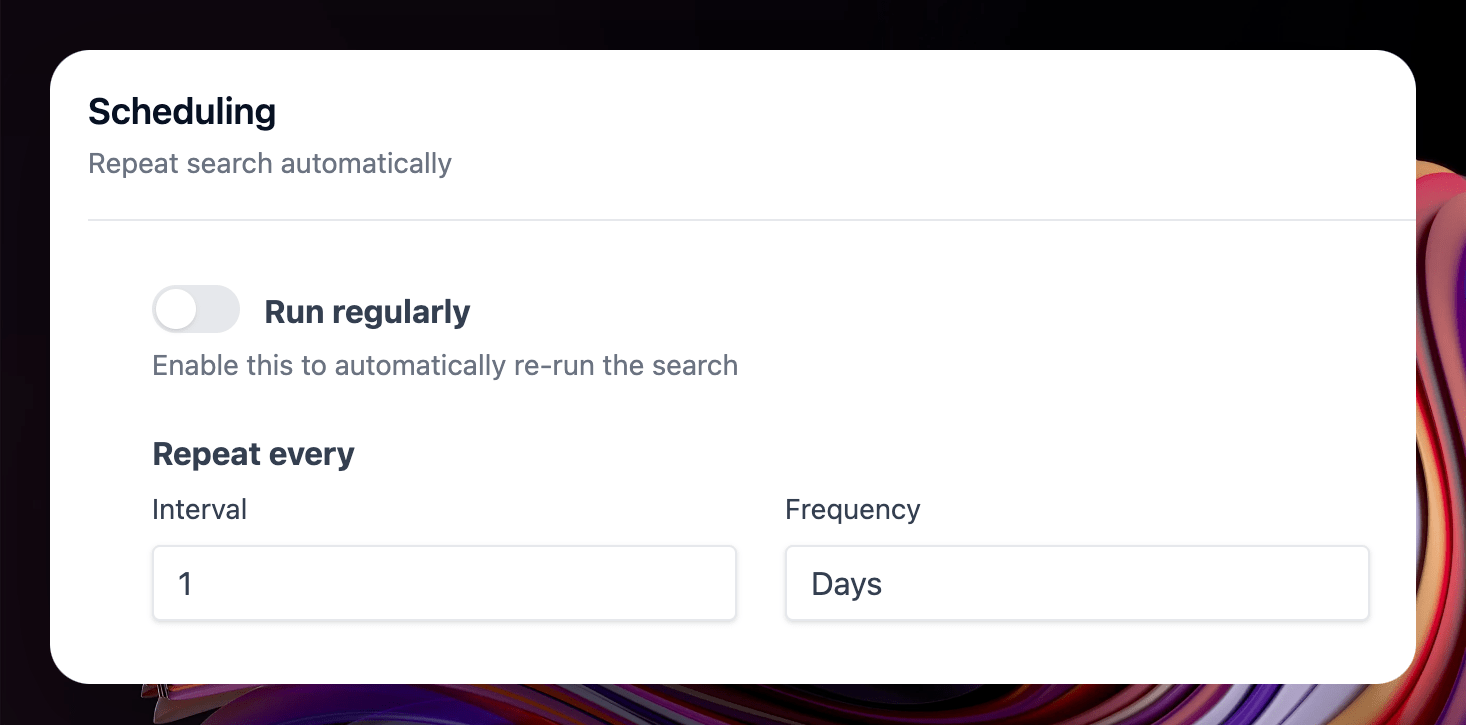 Scheduling
Repeat search automatically
Run regularly
Enable this to automatically re-run the search
Repeat every
Interval
Frequency
1
Days